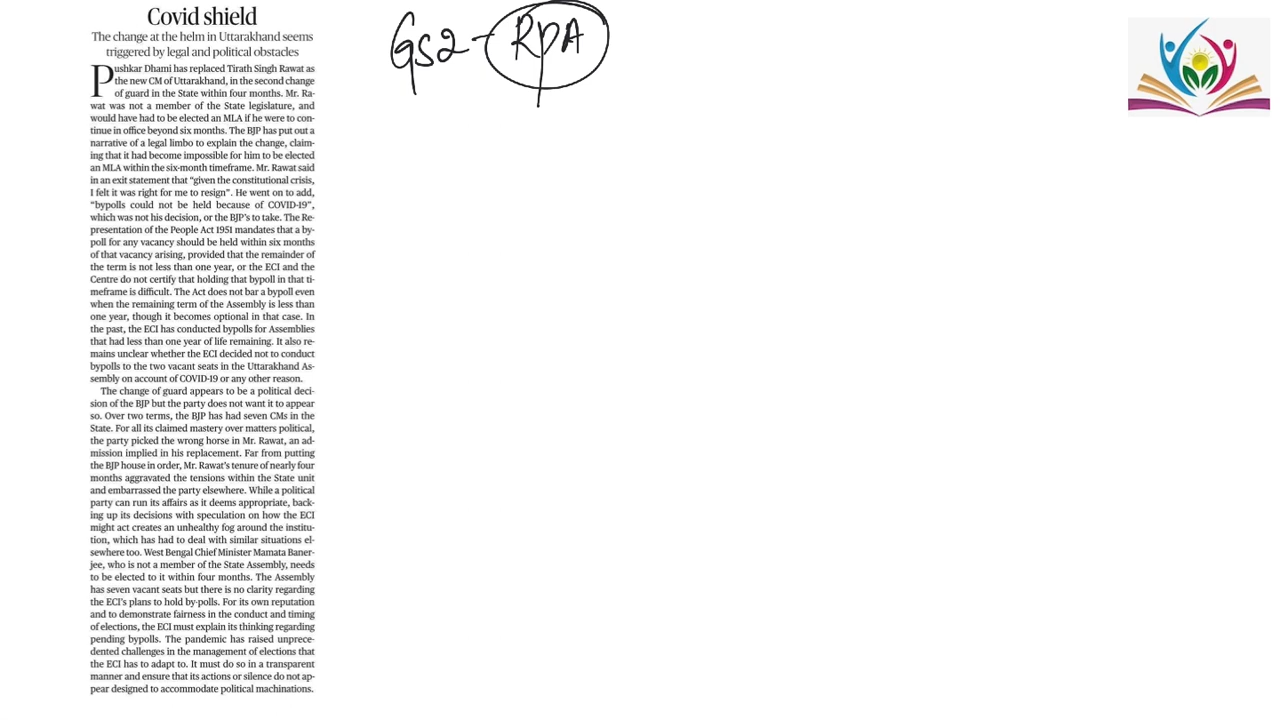 Covid shield
The change at the helm in Uttarakhand seems
triggered by legal and political obstacles
Pushkar Dhami has replaced Tirath Singh Rawat as
the new CM of Uttarakhand, in the second change
of guard in the State within four months. Mr. Ra-
wat was not a member of the State legislature, and
would have had to be elected an MLA if he were to con-
tinue in office beyond six months. The BJP has put out a
narrative of a legal limbo to explain the change, claim-
ing that it had become impossible for him to be elected
an MLA within the six-month timeframe. Mr. Rawat said
in an exit statement that “given the constitutional crisis,
I felt it was right for me to resign”. He went on to add,
“bypolls could not be held because of COVID-19”,
which was not his decision, or the BJP’s to take. The Re-
presentation of the People Act 1951 mandates that a by-
poll for any vacancy should be held within six months
of that vacancy arising, provided that the remainder of
the term is not less than one year, or the ECI and the
Centre do not certify that holding that bypoll in that ti-
meframe is difficult. The Act does not bar a bypoll even
when the remaining term of the Assembly is less than
one year, though it becomes optional in that case. In
the past, the ECI has conducted bypolls for Assemblies
that had less than one year of life remaining. It also re-
mains unclear whether the ECI decided not to conduct
bypolls to the two vacant seats in the Uttarakhand As-
sembly on account of COVID-19 or any other reason.
The change of guard appears to be a political deci-
sion of the BJP but the party does not want it to appear
so. Over two terms, the BJP has had seven CMs in the
State. For all its claimed mastery over matters political,
the party picked the wrong horse in Mr. Rawat, an ad-
mission implied in his replacement. Far from putting
the BJP house in order, Mr. Rawat’s tenure of nearly four
months aggravated the tensions within the State unit
and embarrassed the party elsewhere. While a political
party can run its affairs as it deems appropriate, back-
ing up its decisions with speculation on how the ECI
might act creates an unhealthy fog around the institu-
tion, which has had to deal with similar situations el-
sewhere too. West Bengal Chief Minister Mamata Baner-
jee, who is not a member of the State Assembly, needs
to be elected to it within four months. The Assembly
has seven vacant seats but there is no clarity regarding
the ECI’s plans to hold by-polls. For its own reputation
and to demonstrate fairness in the conduct and timing
of elections, the ECI must explain its thinking regarding
pending bypolls. The pandemic has raised unprece-
dented challenges in the management of elections that
the ECI has to adapt to. It must do so in a transparent
manner and ensure that its actions or silence do not ap-
pear designed to accommodate political machinations.
GS2 - RPA